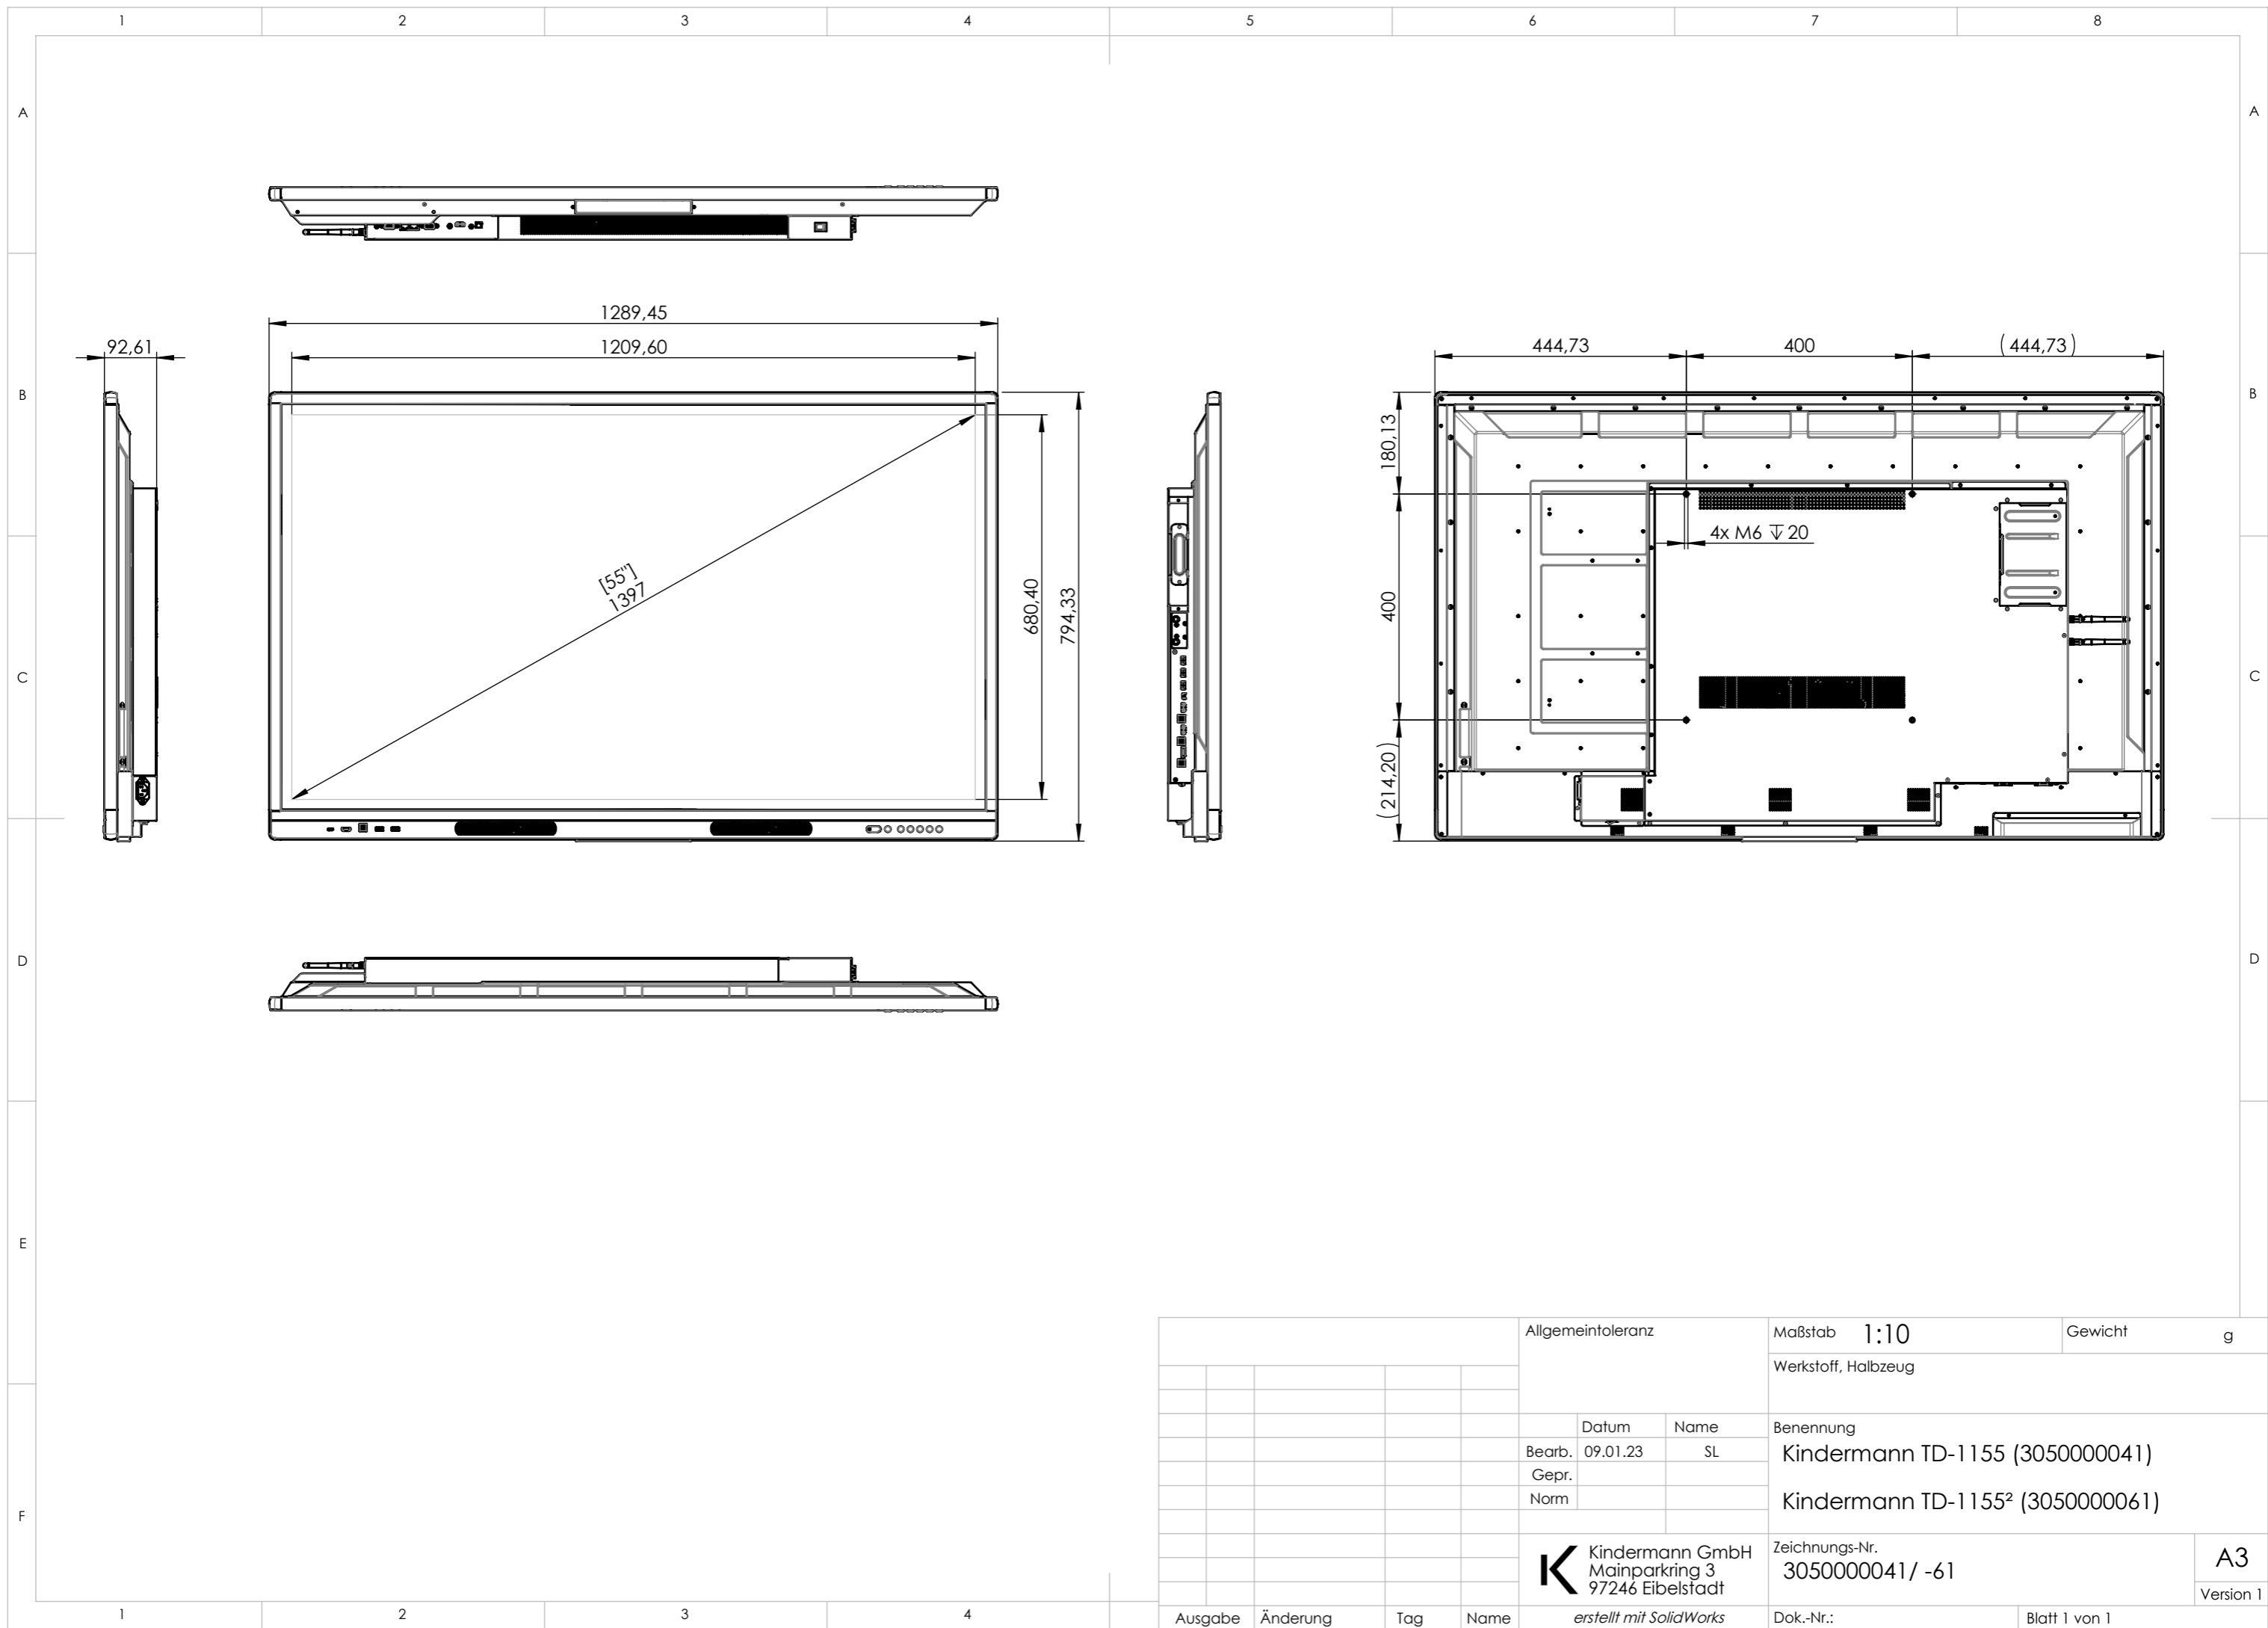 1 2 3 4 5 6 7 8
A A
1289,45
92,61
1209,60
444,73 400 (444,73)
B B
180,13
4x M6 ↧ 20
[55"]
1397
680,40
794,33
400
C C
(214,20)
D D
E
F
Allgemeintoleranz
Maßstab 1:10
Gewicht g
Werkstoff, Halbzeug
Datum Name
Bearb. 09.01.23 SL
Gepr.
Norm
Benennung
Kindermann TD-1155 (3050000041)
Kindermann TD-1155² (3050000061)
Kindermann GmbH
Mainparkring 3
97246 Eibelstadt
Zeichnungs-Nr.
3050000041/ -61
A3
Version 1
Ausgabe Änderung Tag Name
erstellt mit SolidWorks
Dok.-Nr.:
Blatt 1 von 1
1 2 3 4